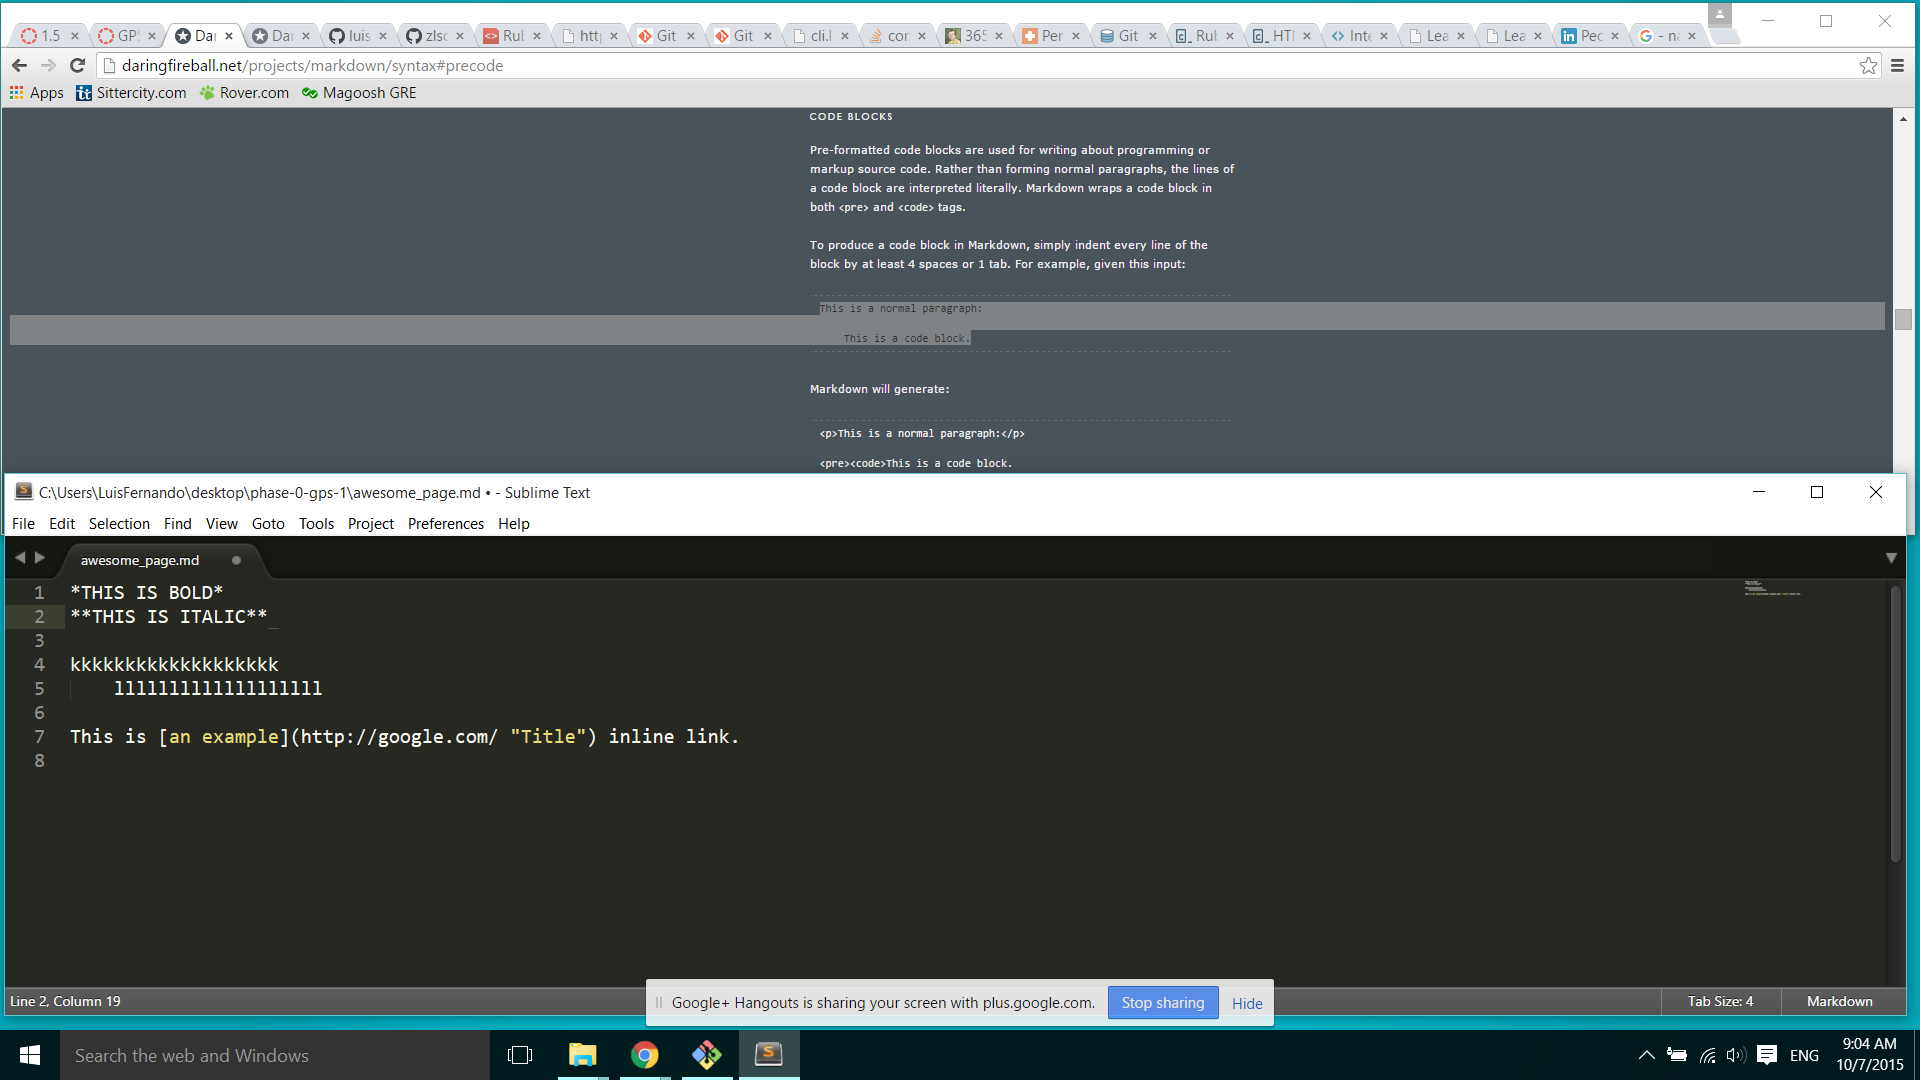 1.5
GPS
Dar
Dar
luis
zlsc
Rul
http
Git
Git
cli.l
cor
365
Per
Git
Rul
HTI
Inte
Lea
Lea
Pec
- na
daringfireball.net/projects/markdown/syntax#precode
Apps
Sittercity.com
Rover.com
Magoosh GRE
CODE BLOCKS
Pre-formatted code blocks are used for writing about programming or
markup source code. Rather than forming normal paragraphs, the lines of
a code block are interpreted literally. Markdown wraps a code block in
both <pre> and <code> tags.
To produce a code block in Markdown, simply indent every line of the
block by at least 4 spaces or 1 tab. For example, given this input:
This is a normal paragraph:
This is a code block.
Markdown will generate:
<p>This is a normal paragraph:</p>
<pre><code>This is a code block.
C:\Users\LuisFernando\desktop\phase-0-gps-1\awesome_page.md • - Sublime Text
File Edit Selection Find View Goto Tools Project Preferences Help
awesome_page.md
1 *THIS IS BOLD*
2 **THIS IS ITALIC**
3
4 kkkkkkkkkkkkkkkkkkk
5 lllllllllllllllllll
6
7 This is [an example](http://google.com/ "Title") inline link.
8
Line 2, Column 19
Google+ Hangouts is sharing your screen with plus.google.com.
Stop sharing
Hide
Tab Size: 4
Markdown
Search the web and Windows
ENG
9:04 AM
10/7/2015